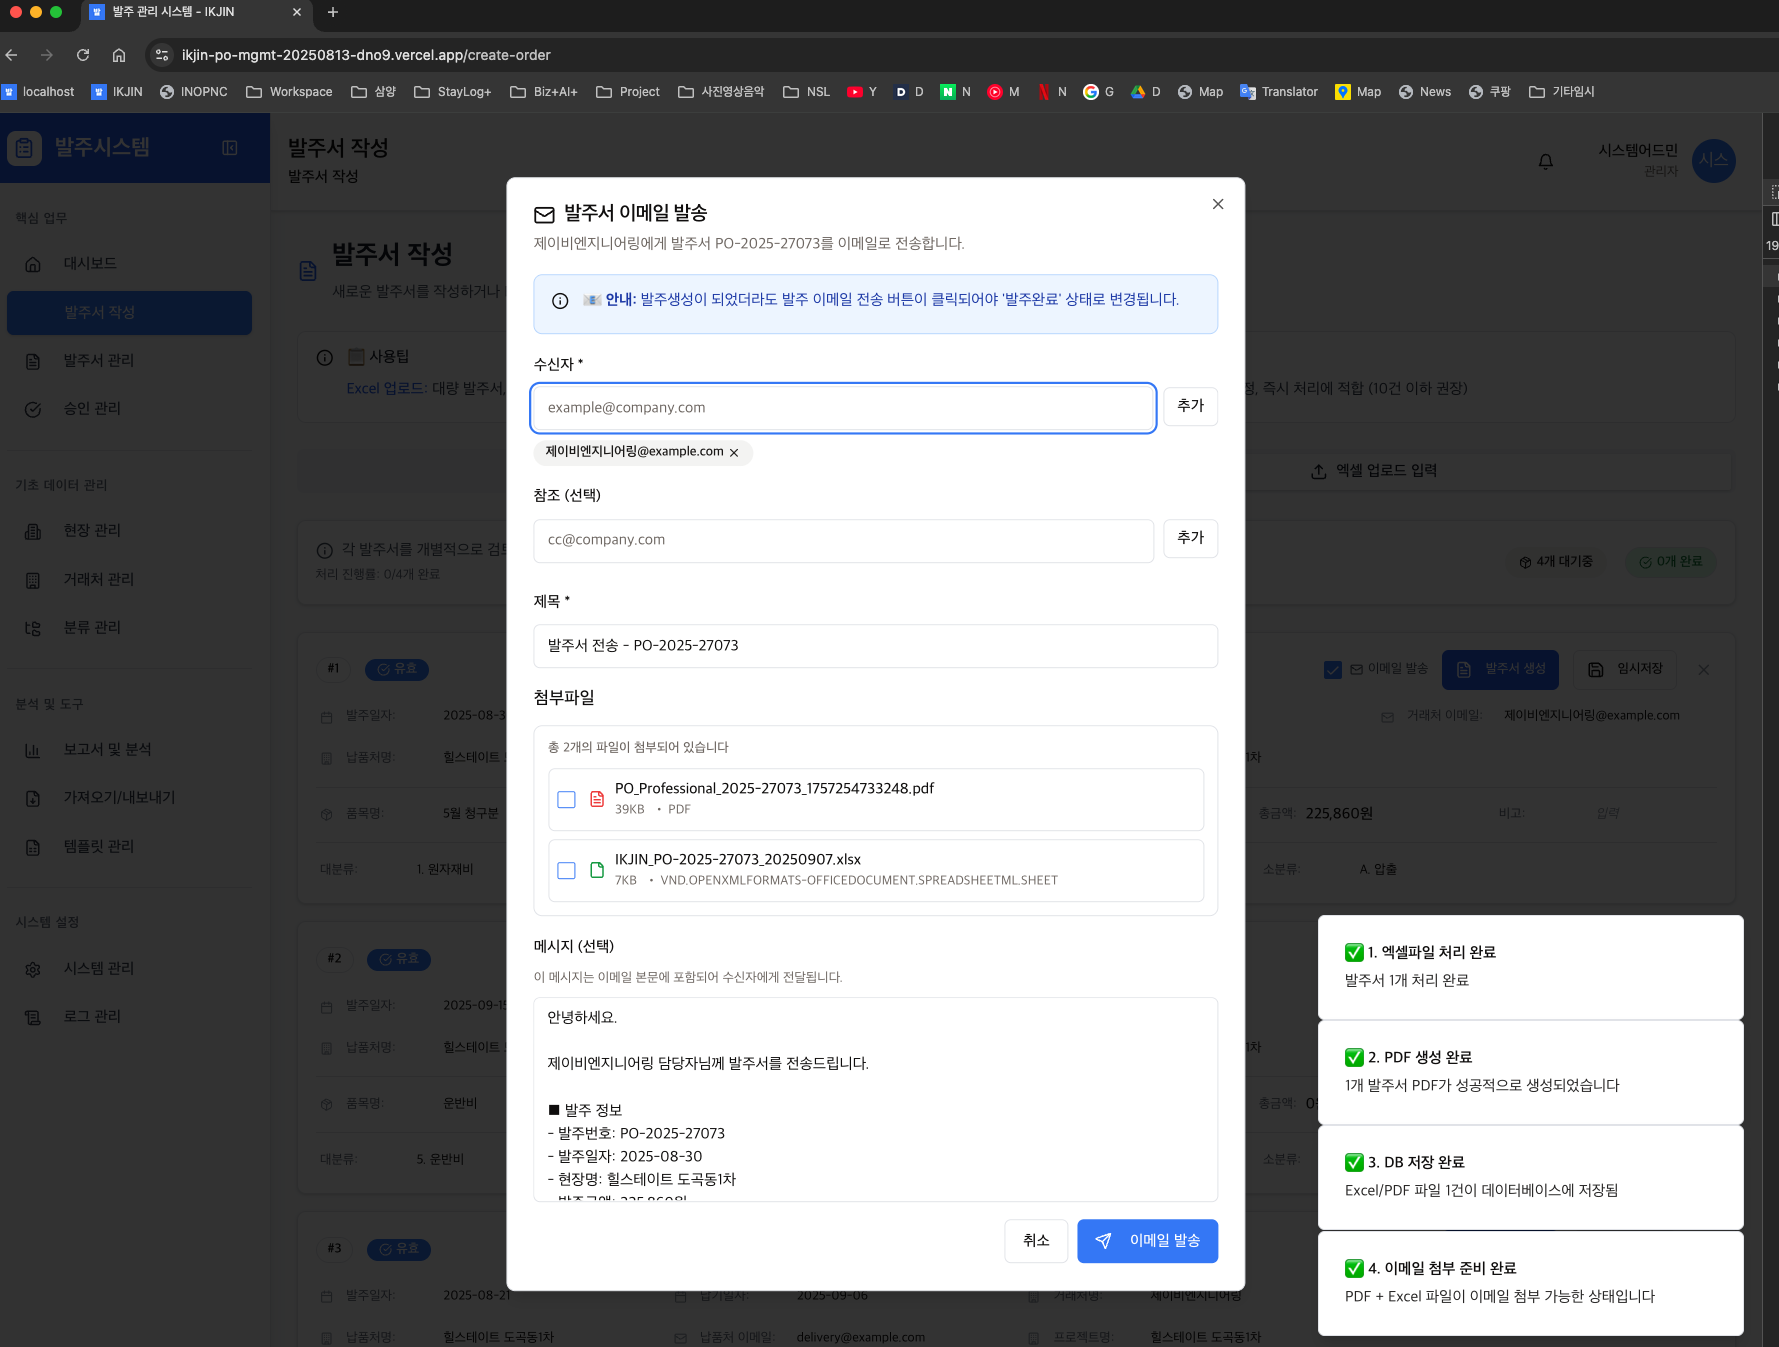 발주 관리 시스템 - IKJIN
ikjin-po-mgmt-20250813-dno9.vercel.app/create-order
localhost IKJIN INOPNC Workspace 삼양 StayLog+ Biz+AI+ Project 사진영상음악 NSL Y D N M N G D Map Translator Map News 쿠팡 기타임시
발주시스템
핵심 업무
대시보드
발주서 작성
발주서 관리
승인 관리
기초 데이터 관리
현장 관리
거래처 관리
분류 관리
분석 및 도구
보고서 및 분석
가져오기/내보내기
템플릿 관리
시스템 설정
시스템 관리
로그 관리
발주서 작성
발주서 작성
시스템어드민
관리자
시스
19
발주서 작성
새로운 발주서를 작성하거나
사용팁
Excel 업로드: 대량 발주서,
정, 즉시 처리에 적합 (10건 이하 권장)
엑셀 업로드 입력
각 발주서를 개별적으로 검토
처리 진행률: 0/4개 완료
4개 대기중
0개 완료
#1 유효
이메일 발송 발주서 생성 임시저장
발주일자: 2025-08-3
거래처 이메일: 제이비엔지니어링@example.com
납품처명: 힐스테이트
1차
품목명: 5월 청구분
총금액: 225,860원 비고: 입력
대분류: 1. 원자재비
소분류: A. 압출
#2 유효
발주일자: 2025-09-15
납품처명: 힐스테이트
1차
품목명: 운반비
총금액: 0원
대분류: 5. 운반비
소분류:
#3 유효
발주일자: 2025-08-21 납기일자: 2025-09-06 거래처명: 제이비엔지니어링
납품처명: 힐스테이트 도곡동1차 납품처 이메일: delivery@example.com 프로젝트명: 힐스테이트 도곡동1차
발주서 이메일 발송
제이비엔지니어링에게 발주서 PO-2025-27073를 이메일로 전송합니다.
📧 안내: 발주생성이 되었더라도 발주 이메일 전송 버튼이 클릭되어야 '발주완료' 상태로 변경됩니다.
수신자 *
example@company.com
추가
제이비엔지니어링@example.com
참조 (선택)
cc@company.com
추가
제목 *
발주서 전송 - PO-2025-27073
첨부파일
총 2개의 파일이 첨부되어 있습니다
PO_Professional_2025-27073_1757254733248.pdf
39KB • PDF
IKJIN_PO-2025-27073_20250907.xlsx
7KB • VND.OPENXMLFORMATS-OFFICEDOCUMENT.SPREADSHEETML.SHEET
메시지 (선택)
이 메시지는 이메일 본문에 포함되어 수신자에게 전달됩니다.
안녕하세요.
제이비엔지니어링 담당자님께 발주서를 전송드립니다.
■ 발주 정보
- 발주번호: PO-2025-27073
- 발주일자: 2025-08-30
- 현장명: 힐스테이트 도곡동1차
- 발주금액: 225,860원
취소
이메일 발송
✅ 1. 엑셀파일 처리 완료
발주서 1개 처리 완료
✅ 2. PDF 생성 완료
1개 발주서 PDF가 성공적으로 생성되었습니다
✅ 3. DB 저장 완료
Excel/PDF 파일 1건이 데이터베이스에 저장됨
✅ 4. 이메일 첨부 준비 완료
PDF + Excel 파일이 이메일 첨부 가능한 상태입니다